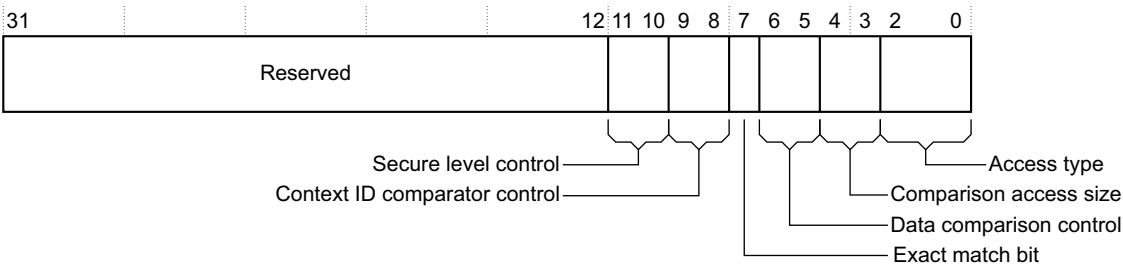 31 12 11 10 9 8 7 6 5 4 3 2 0
Reserved
Secure level control Access type
Context ID comparator control Comparison access size
Data comparison control
Exact match bit